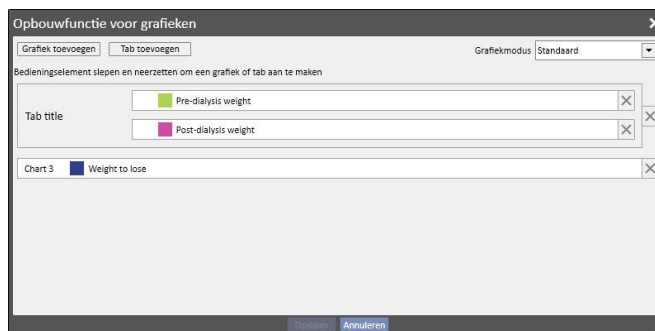 Opbouwfunctie voor grafieken
Grafiek toevoegen Tab toevoegen Grafiekmodus Standaard
Bedieningselement slepen en neerzetten om een grafiek of tab aan te maken
Tab title
Pre-dialysis weight
Post-dialysis weight
Chart 3 Weight to lose
Opslaan Annuleren